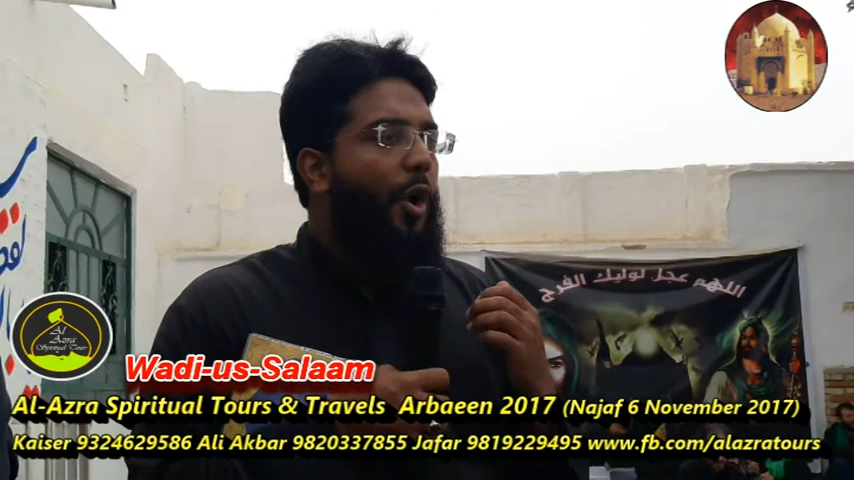 اللهم عجل لوليك الفرج
Al
Azra
Spiritual Tours
Wadi-us-Salaam
Al-Azra Spiritual Tours & Travels Arbaeen 2017 (Najaf 6 November 2017)
Kaiser 9324629586 Ali Akbar 9820337855 Jafar 9819229495 www.fb.com/alazratours